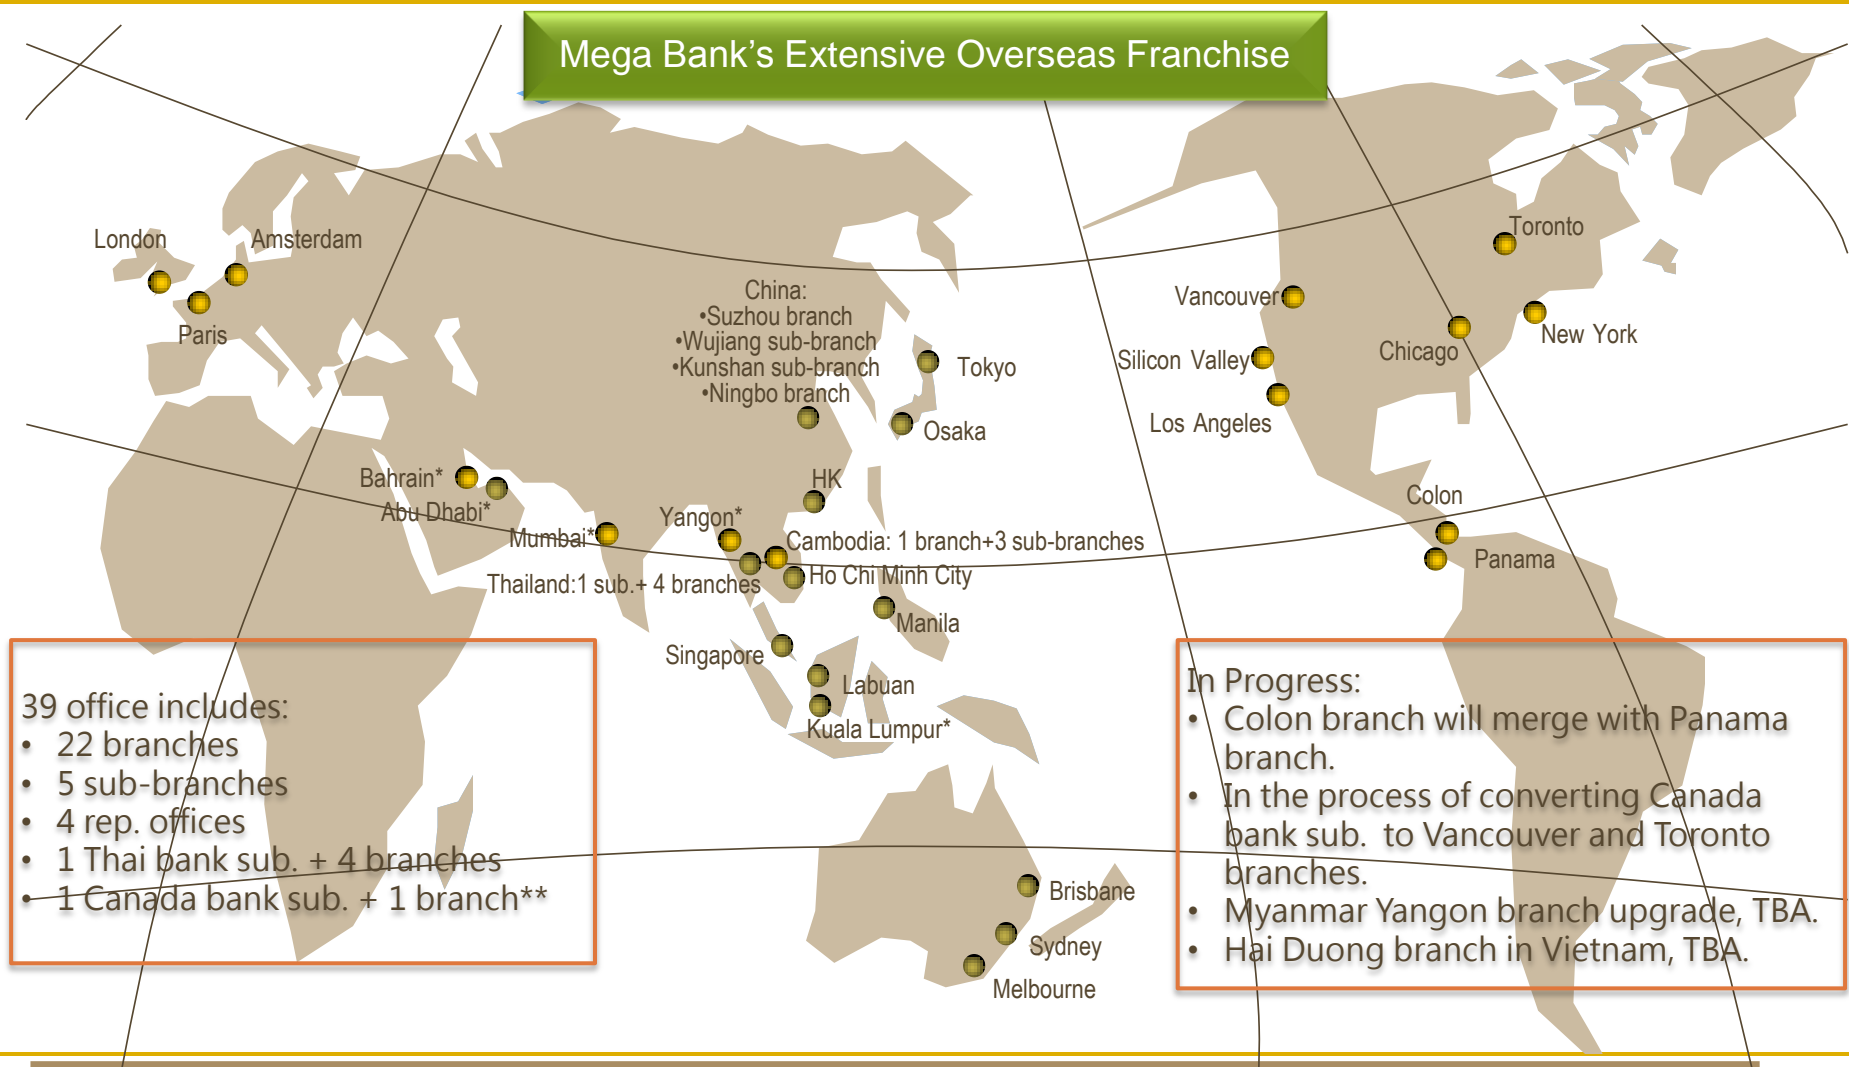 Mega Bank’s Extensive Overseas Franchise
London
Amsterdam
Paris
China:
•Suzhou branch
•Wujiang sub-branch
•Kunshan sub-branch
•Ningbo branch
Tokyo
Osaka
HK
Bahrain*
Abu Dhabi*
Mumbai*
Yangon*
Cambodia: 1 branch+3 sub-branches
Thailand:1 sub.+ 4 branches
Ho Chi Minh City
Manila
Singapore
Labuan
Kuala Lumpur*
Brisbane
Sydney
Melbourne
Toronto
Vancouver
New York
Chicago
Silicon Valley
Los Angeles
Colon
Panama
39 office includes:
• 22 branches
• 5 sub-branches
• 4 rep. offices
• 1 Thai bank sub. + 4 branches
• 1 Canada bank sub. + 1 branch**
In Progress:
• Colon branch will merge with Panama
branch.
• In the process of converting Canada
bank sub. to Vancouver and Toronto
branches.
• Myanmar Yangon branch upgrade, TBA.
• Hai Duong branch in Vietnam, TBA.